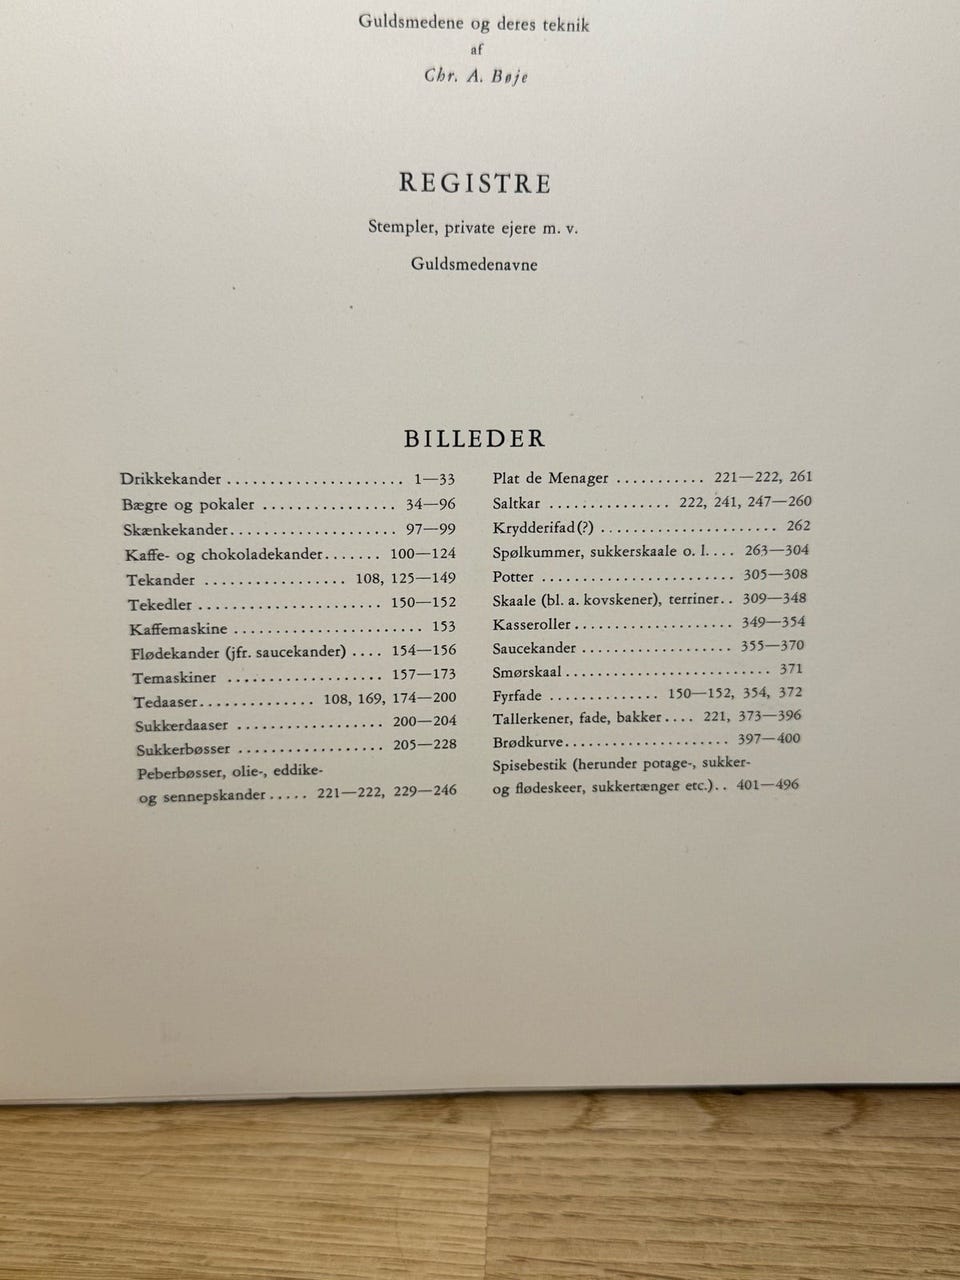 Guldsmedene og deres teknik
af
Chr. A. Bøje
REGISTRE
Stempler, private ejere m. v.
Guldsmedenavne
BILLEDER
Drikkekander ..................... 1—33
Bægre og pokaler ................ 34—96
Skænkekander.................... 97—99
Kaffe- og chokoladekander....... 100—124
Tekander ................. 108, 125—149
Tekedler ...................... 150—152
Kaffemaskine ....................... 153
Flødekander (jfr. saucekander) .... 154—156
Temaskiner ................... 157—173
Tedaaser.............. 108, 169, 174—200
Sukkerdaaser .................. 200—204
Sukkerbøsser .................. 205—228
Peberbøsser, olie-, eddike-
og sennepskander ..... 221—222, 229—246
Plat de Menager ........... 221—222, 261
Saltkar ............... 222, 241, 247—260
Krydderifad(?) ...................... 262
Spølkummer, sukkerskaale o. l.... 263—304
Potter ........................ 305—308
Skaale (bl. a. kovskener), terriner.. 309—348
Kasseroller.................... 349—354
Saucekander ................... 355—370
Smørskaal.......................... 371
Fyrfade .............. 150—152, 354, 372
Tallerkener, fade, bakker.... 221, 373—396
Brødkurve...................... 397—400
Spisebestik (herunder potage-, sukker-
og flødeskeer, sukkertænger etc.).. 401—496